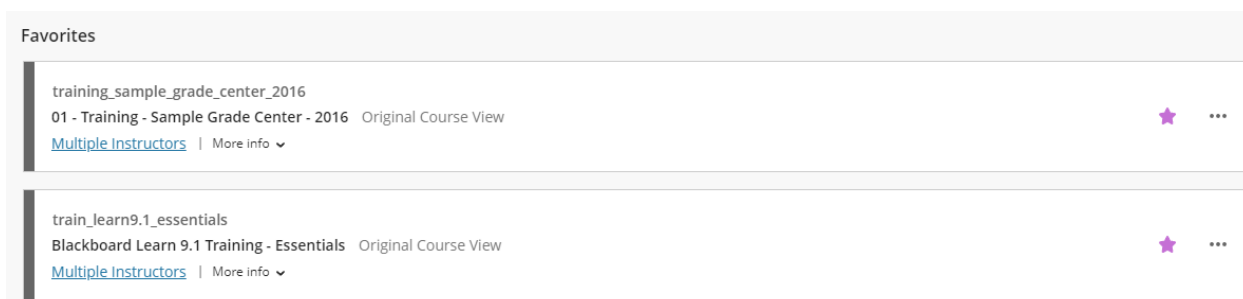 Favorites
training_sample_grade_center_2016
01 - Training - Sample Grade Center - 2016 Original Course View
Multiple Instructors | More info
train_learn9.1_essentials
Blackboard Learn 9.1 Training - Essentials Original Course View
Multiple Instructors | More info